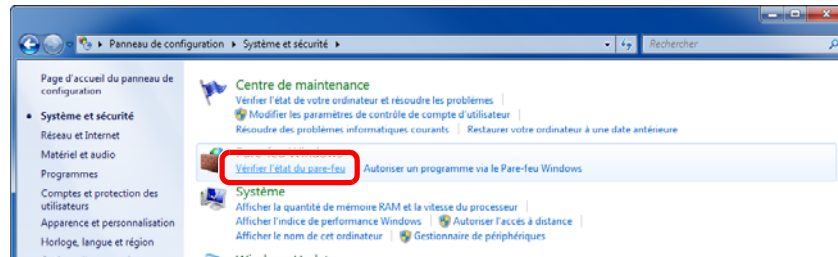 Panneau de configuration ▸ Système et sécurité ▸
Rechercher
Page d'accueil du panneau de
configuration
Système et sécurité
Réseau et Internet
Matériel et audio
Programmes
Comptes et protection des
utilisateurs
Apparence et personnalisation
Horloge, langue et région
Centre de maintenance
Vérifier l'état de votre ordinateur et résoudre les problèmes
Modifier les paramètres de contrôle de compte d'utilisateur
Résoudre des problèmes informatiques courants
Restaurer votre ordinateur à une date antérieure
Pare-feu Windows
Vérifier l'état du pare-feu
Autoriser un programme via le Pare-feu Windows
Système
Afficher la quantité de mémoire RAM et la vitesse du processeur
Afficher l'indice de performance Windows
Autoriser l'accès à distance
Afficher le nom de cet ordinateur
Gestionnaire de périphériques